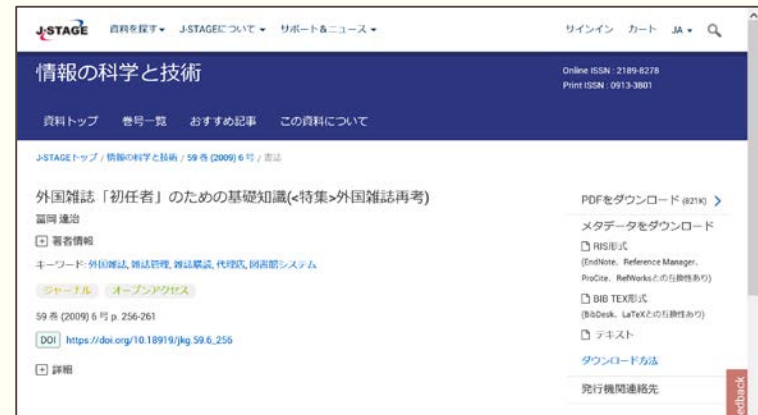 J-STAGE 資料を探す J-STAGEについて サポート&ニュース サインイン カート JA
情報の科学と技術
Online ISSN : 2189-8278
Print ISSN : 0913-3801
資料トップ 巻号一覧 おすすめ記事 この資料について
J-STAGEトップ / 情報の科学と技術 / 59 巻 (2009) 6 号 / 書誌
外国雑誌「初任者」のための基礎知識(<特集>外国雑誌再考)
冨岡 達治
著者情報
キーワード: 外国雑誌, 雑誌管理, 雑誌購読, 代理店, 図書館システム
ジャーナル オープンアクセス
59 巻 (2009) 6 号 p. 256-261
DOI https://doi.org/10.18919/jkg.59.6_256
詳細
PDFをダウンロード (821K)
メタデータをダウンロード
RIS形式
(EndNote、Reference Manager、
ProCite、RefWorksとの互換性あり)
BIB TEX形式
(BibDesk、LaTeXとの互換性あり)
テキスト
ダウンロード方法
発行機関連絡先